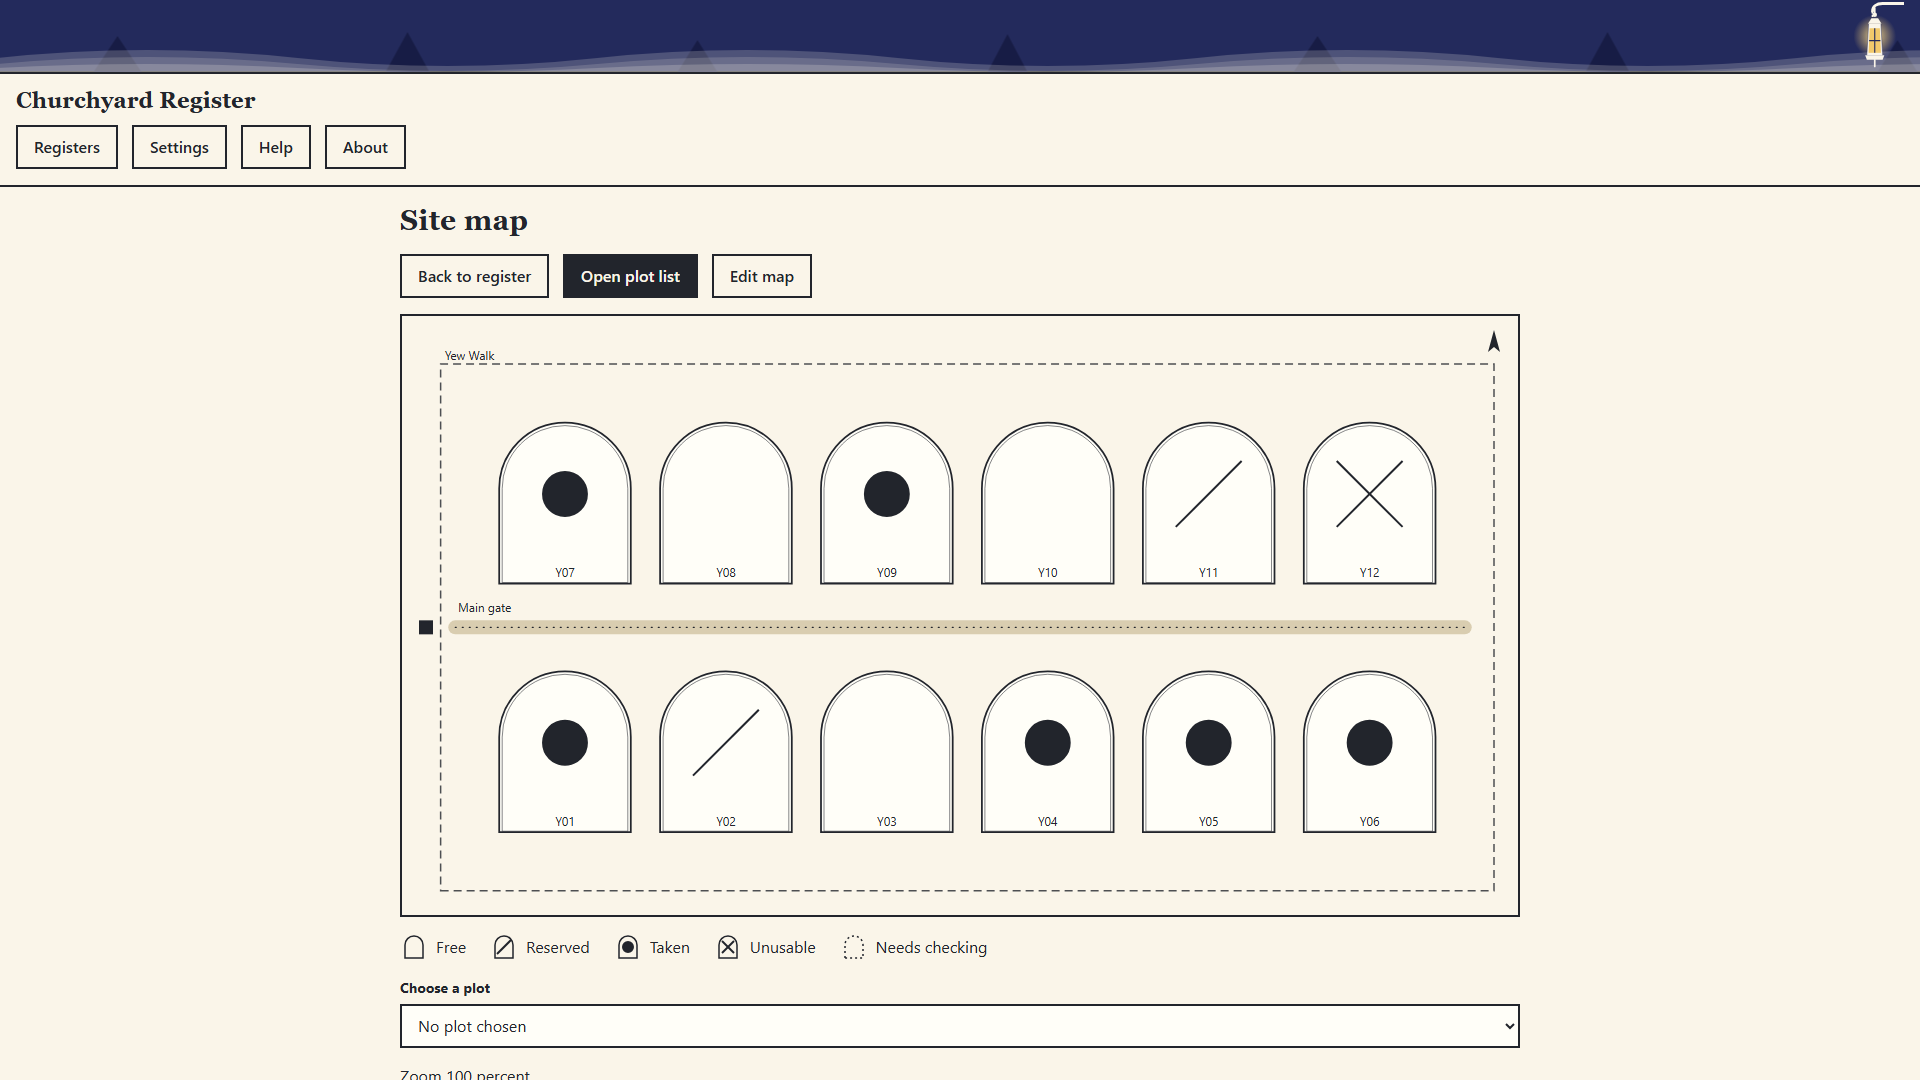 Churchyard Register
Registers Settings Help About
Site map
Back to register Open plot list Edit map
Yew Walk
Y07 Y08 Y09 Y10 Y11 Y12
Main gate
Y01 Y02 Y03 Y04 Y05 Y06
Free Reserved Taken Unusable Needs checking
Choose a plot
No plot chosen
Zoom 100 percent